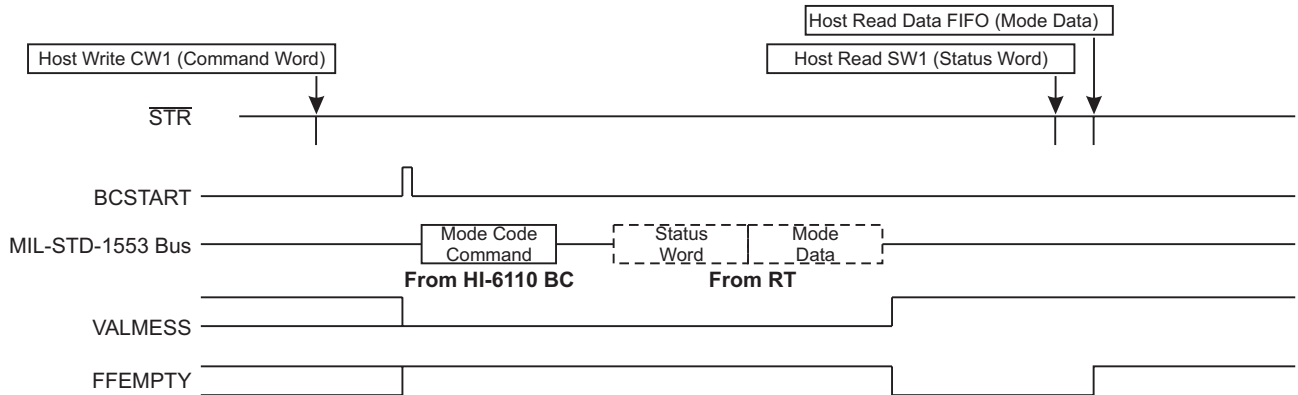 Host Read Data FIFO (Mode Data)
Host Write CW1 (Command Word)
Host Read SW1 (Status Word)
STR
BCSTART
MIL-STD-1553 Bus
Mode Code
Command
Status
Word
Mode
Data
From HI-6110 BC
From RT
VALMESS
FFEMPTY